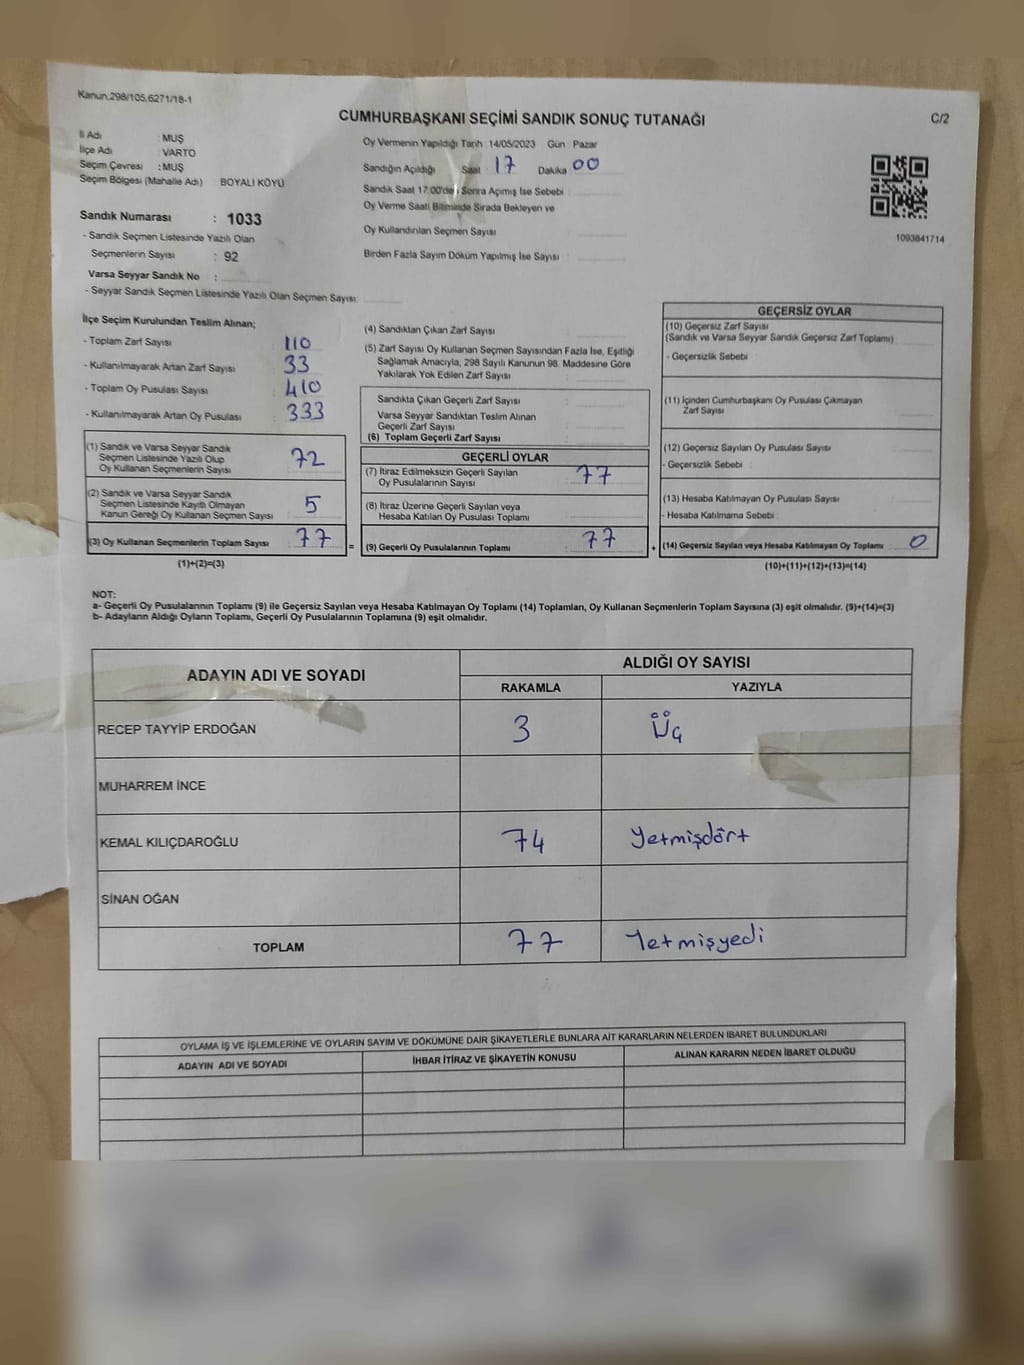 Kanun.298/105,6271/18-1
CUMHURBAŞKANI SEÇİMİ SANDIK SONUÇ TUTANAĞI
C/2
İl Adı : MUŞ
İlçe Adı : VARTO
Seçim Çevresi : MUŞ
Seçim Bölgesi (Mahalle Adı) BOYALI KÖYÜ
Sandık Numarası : 1033
- Sandık Seçmen Listesinde Yazılı Olan
Seçmenlerin Sayısı : 92
Varsa Seyyar Sandık No :
- Seyyar Sandık Seçmen Listesinde Yazılı Olan Seçmen Sayısı
Oy Vermenin Yapıldığı Tarih :14/05/2023 Gün : Pazar
Sandığın Açıldığı Saat : 17 Dakika 00
Sandık Saat 17:00'den Sonra Açımış İse Sebebi
Oy Verme Saati Bitiminde Sırada Bekleyen ve
Oy Kullandırılan Seçmen Sayısı
Birden Fazla Sayım Döküm Yapılmış İse Sayısı :
1093841714
İlçe Seçim Kurulundan Teslim Alınan;
- Toplam Zarf Sayısı : 110
- Kullanılmayarak Artan Zarf Sayısı : 33
- Toplam Oy Pusulası Sayısı : 410
- Kullanılmayarak Artan Oy Pusulası : 333
(1) Sandık ve Varsa Seyyar Sandık
Seçmen Listesinde Yazılı Olup
Oy Kullanan Seçmenlerin Sayısı 72
(2) Sandık ve Varsa Seyyar Sandık
Seçmen Listesinde Kayıtlı Olmayan
Kanun Gereği Oy Kullanan Seçmen Sayısı 5
(3) Oy Kullanan Seçmenlerin Toplam Sayısı 77 =
(1)+(2)=(3)
(4) Sandıktan Çıkan Zarf Sayısı :
(5) Zarf Sayısı Oy Kullanan Seçmen Sayısından Fazla İse, Eşitliği
Sağlamak Amacıyla, 298 Sayılı Kanunun 98. Maddesine Göre
Yakılarak Yok Edilen Zarf Sayısı :
Sandıkta Çıkan Geçerli Zarf Sayısı :
Varsa Seyyar Sandıktan Teslim Alınan
Geçerli Zarf Sayısı :
(6) Toplam Geçerli Zarf Sayısı :
GEÇERLİ OYLAR
(7) İtiraz Edilmeksizin Geçerli Sayılan
Oy Pusulalarının Sayısı : 77
(8) İtiraz Üzerine Geçerli Sayılan veya
Hesaba Katılan Oy Pusulası Toplamı :
(9) Geçerli Oy Pusulalarının Toplamı : 77 +
GEÇERSİZ OYLAR
(10) Geçersiz Zarf Sayısı
(Sandık ve Varsa Seyyar Sandık Geçersiz Zarf Toplamı) :
- Geçersizlik Sebebi :
(11) İçinden Cumhurbaşkanı Oy Pusulası Çıkmayan
Zarf Sayısı :
(12) Geçersiz Sayılan Oy Pusulası Sayısı :
- Geçersizlik Sebebi :
(13) Hesaba Katılmayan Oy Pusulası Sayısı :
- Hesaba Katılmama Sebebi :
(14) Geçersiz Sayılan veya Hesaba Katılmayan Oy Toplamı : 0
(10)+(11)+(12)+(13)=(14)
NOT:
a- Geçerli Oy Pusulalarının Toplamı (9) ile Geçersiz Sayılan veya Hesaba Katılmayan Oy Toplamı (14) Toplamları, Oy Kullanan Seçmenlerin Toplam Sayısına (3) eşit olmalıdır. (9)+(14)=(3)
b- Adayların Aldığı Oyların Toplamı, Geçerli Oy Pusulalarının Toplamına (9) eşit olmalıdır.
ADAYIN ADI VE SOYADI
ALDIĞI OY SAYISI
RAKAMLA YAZIYLA
RECEP TAYYİP ERDOĞAN 3 Üç
MUHARREM İNCE
KEMAL KILIÇDAROĞLU 74 Yetmişdört
SİNAN OĞAN
TOPLAM 77 Yetmişyedi
OYLAMA İŞ VE İŞLEMLERİNE VE OYLARIN SAYIM VE DÖKÜMÜNE DAİR ŞİKAYETLERLE BUNLARA AİT KARARLARIN NELERDEN İBARET BULUNDUKLARI
ADAYIN ADI VE SOYADI İHBAR İTİRAZ VE ŞİKAYETİN KONUSU ALINAN KARARIN NEDEN İBARET OLDUĞU